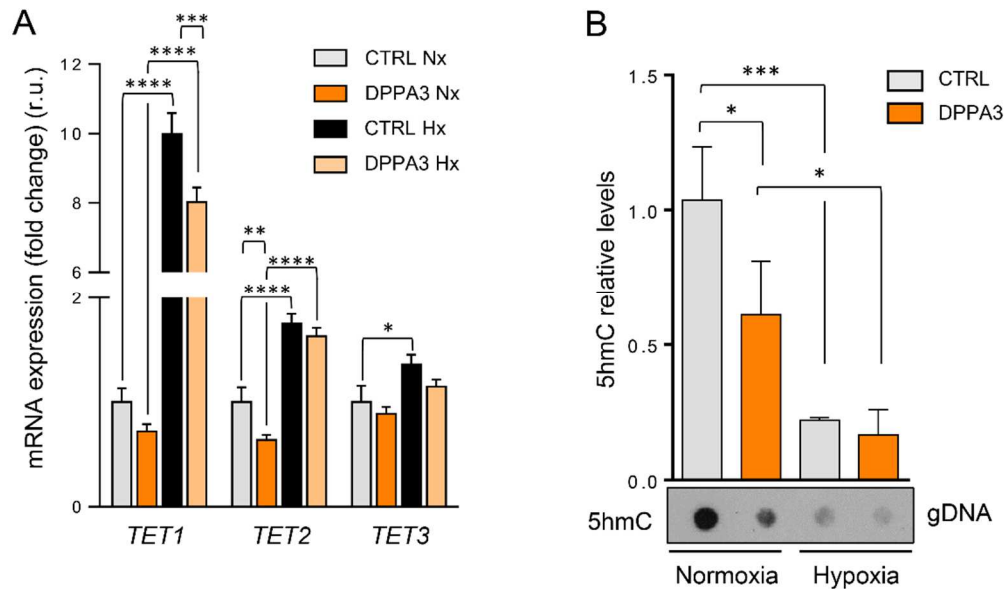 A
mRNA expression (fold change) (r.u.)
12
10
8
6
2
0
***
****
****
**
****
****
*
CTRL Nx
DPPA3 Nx
CTRL Hx
DPPA3 Hx
TET1 TET2 TET3
B
5hmC relative levels
1.5
1.0
0.5
0.0
***
*
*
CTRL
DPPA3
5hmC
gDNA
Normoxia Hypoxia